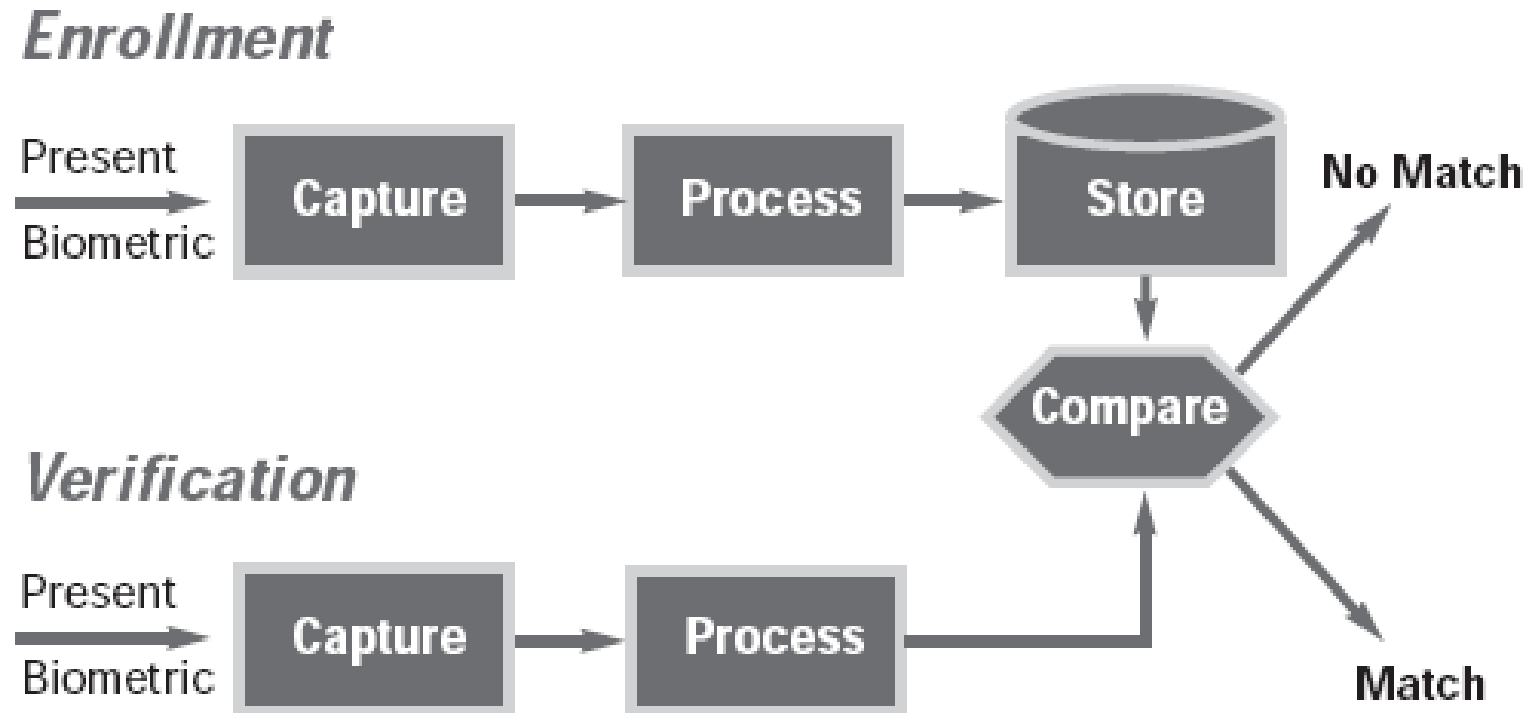 Enrollment
Present
Biometric
Capture
Process
Store
No Match
Compare
Verification
Present
Biometric
Capture
Process
Match